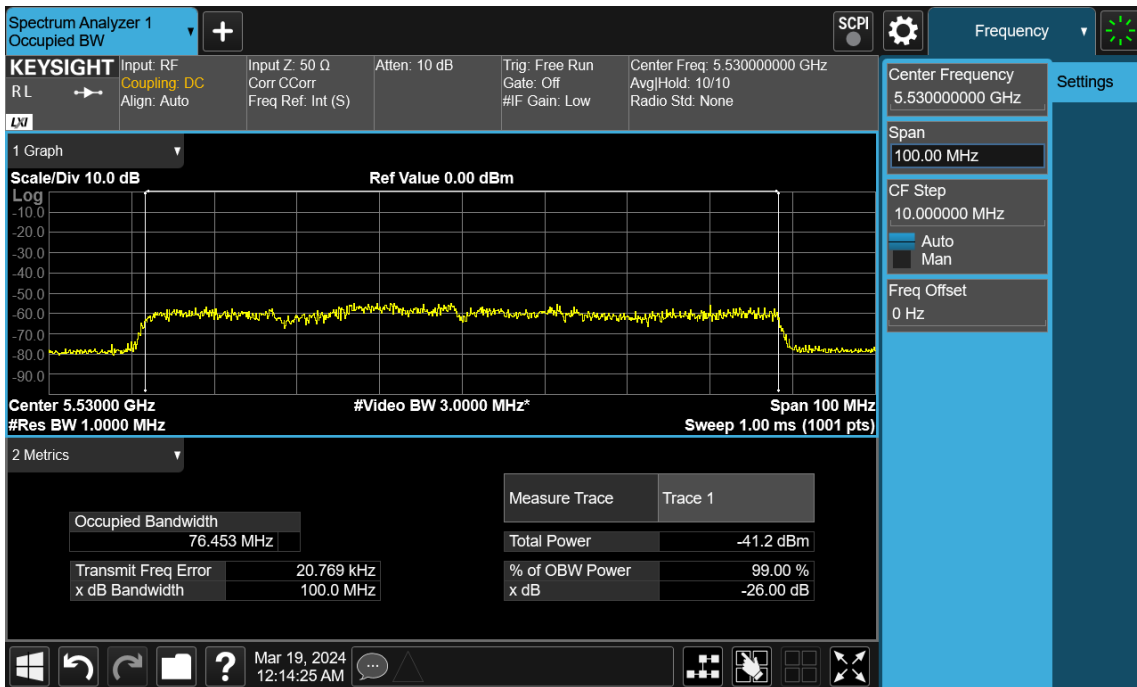 Spectrum Analyzer 1
Occupied BW
+
SCPI
Frequency
KEYSIGHT
R L
LXI
Input: RF
Coupling: DC
Align: Auto
Input Z: 50 Ω
Corr CCorr
Freq Ref: Int (S)
Atten: 10 dB
Trig: Free Run
Gate: Off
#IF Gain: Low
Center Freq: 5.530000000 GHz
Avg|Hold: 10/10
Radio Std: None
Center Frequency
5.530000000 GHz
Settings
Span
100.00 MHz
CF Step
10.000000 MHz
Auto
Man
Freq Offset
0 Hz
1 Graph
Scale/Div 10.0 dB
Ref Value 0.00 dBm
Log
-10.0
-20.0
-30.0
-40.0
-50.0
-60.0
-70.0
-80.0
-90.0
Center 5.53000 GHz
#Video BW 3.0000 MHz*
Span 100 MHz
#Res BW 1.0000 MHz
Sweep 1.00 ms (1001 pts)
2 Metrics
Measure Trace Trace 1
Occupied Bandwidth
76.453 MHz
Total Power -41.2 dBm
Transmit Freq Error 20.769 kHz
% of OBW Power 99.00 %
x dB Bandwidth 100.0 MHz
x dB -26.00 dB
?
Mar 19, 2024
12:14:25 AM